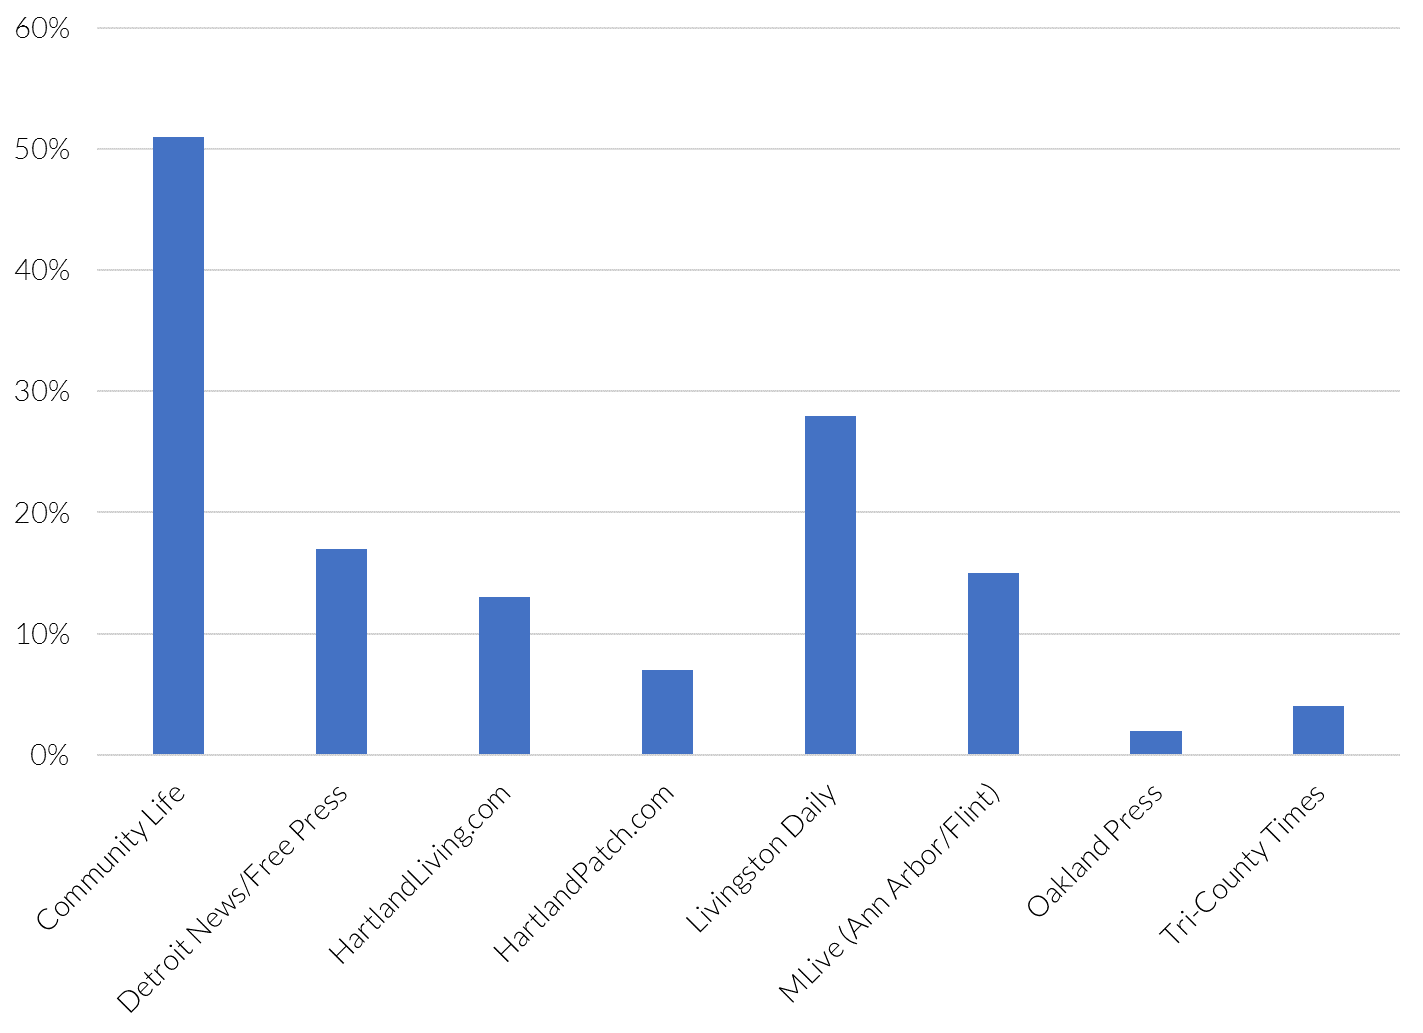 60%
50%
40%
30%
20%
10%
0%
Community Life
Detroit News/Free Press
HartlandLiving.com
HartlandPatch.com
Livingston Daily
MLive (Ann Arbor/Flint)
Oakland Press
Tri-County Times